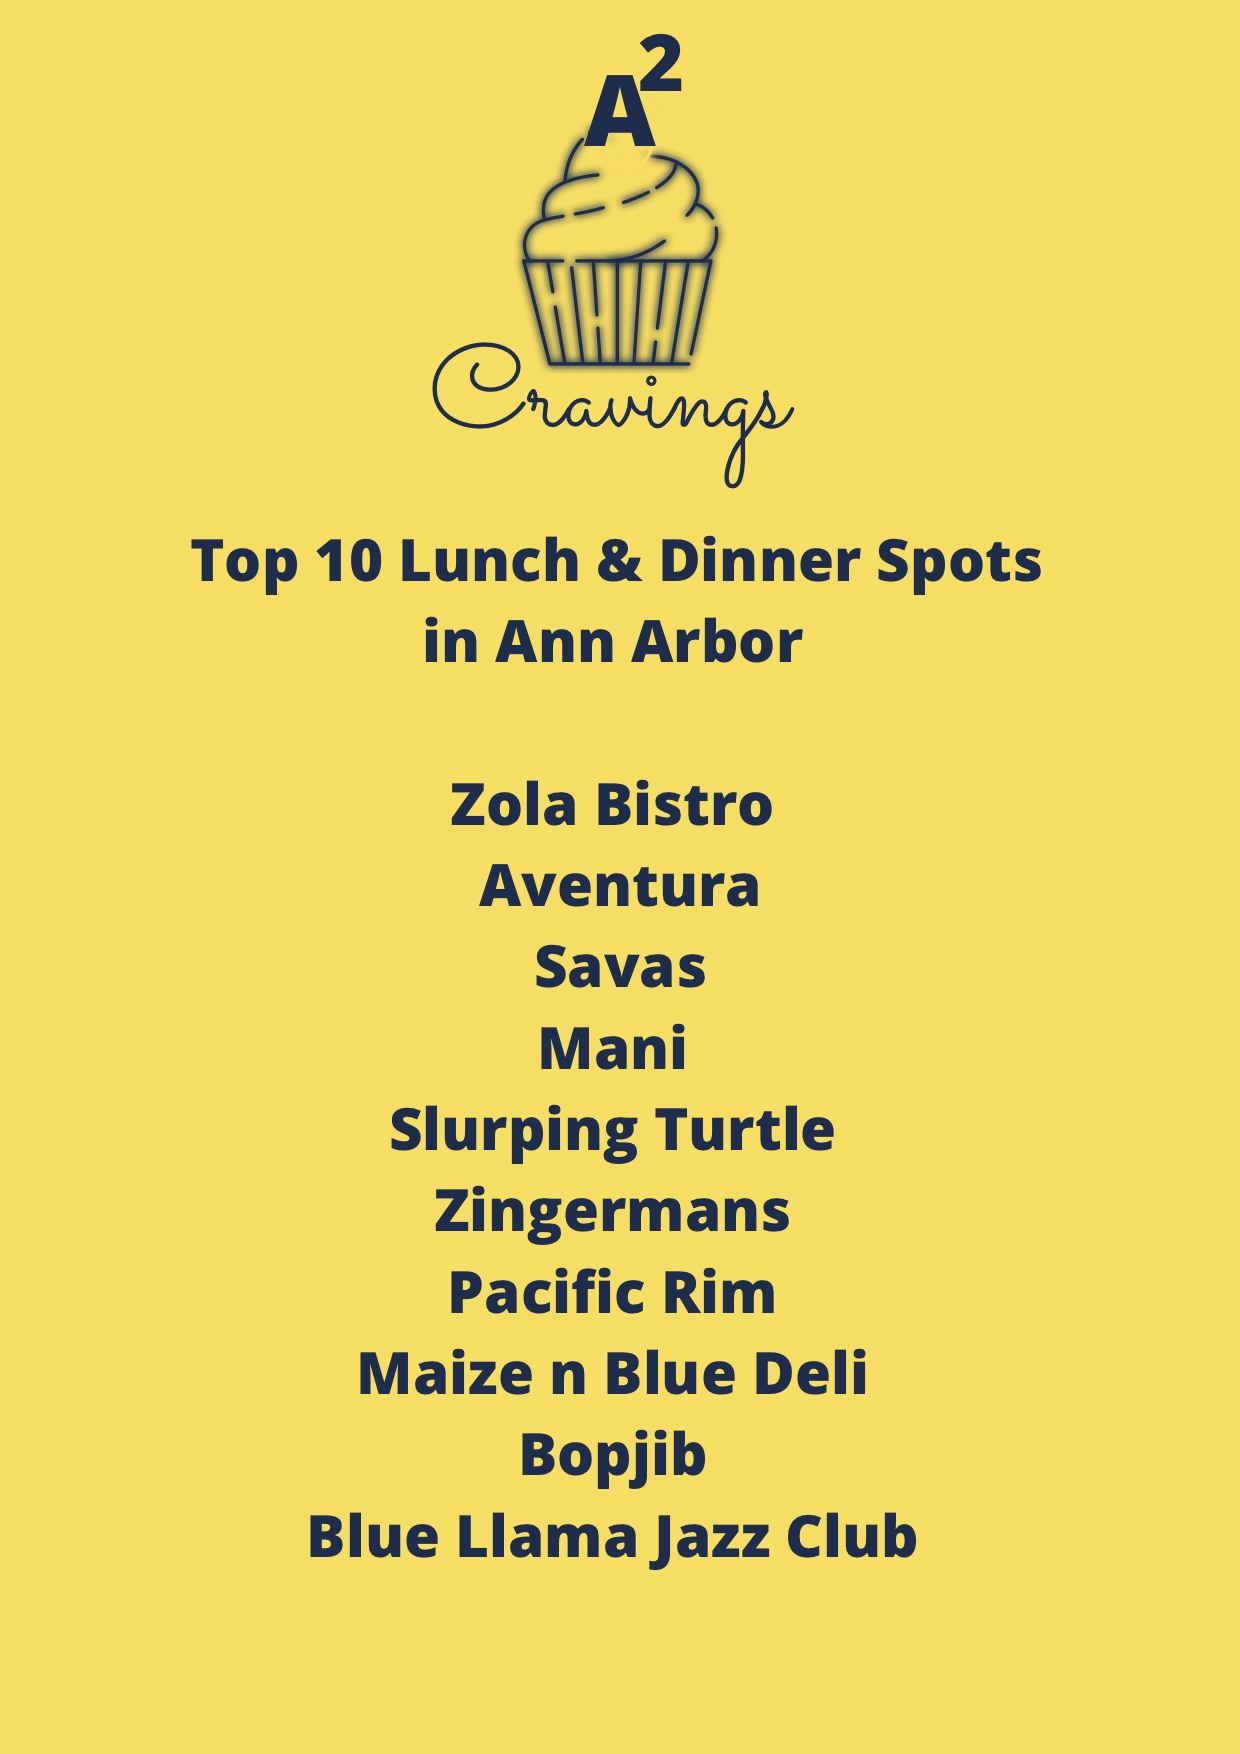 A2
Cravings
Top 10 Lunch & Dinner Spots
in Ann Arbor
Zola Bistro
Aventura
Savas
Mani
Slurping Turtle
Zingermans
Pacific Rim
Maize n Blue Deli
Bopjib
Blue Llama Jazz Club